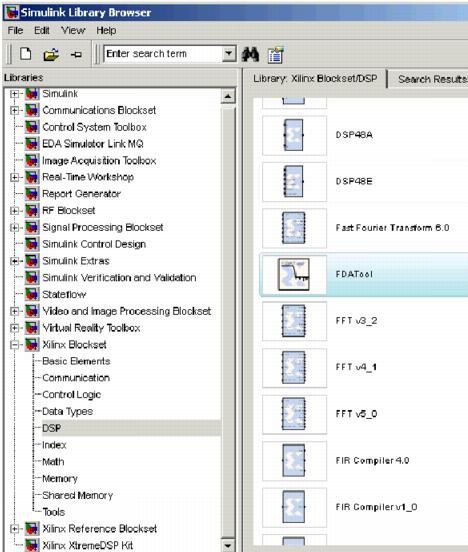 Simulink Library Browser
File Edit View Help
Enter search term
Libraries
Library: Xilinx Blockset/DSP
Search Results
Simulink
Communications Blockset
Control System Toolbox
EDA Simulator Link MQ
Image Acquisition Toolbox
Real-Time Workshop
Report Generator
RF Blockset
Signal Processing Blockset
Simulink Control Design
Simulink Extras
Simulink Verification and Validation
Stateflow
Video and Image Processing Blockset
Virtual Reality Toolbox
Xilinx Blockset
Basic Elements
Communication
Control Logic
Data Types
DSP
Index
Math
Memory
Shared Memory
Tools
Xilinx Reference Blockset
Xilinx XtremeDSP Kit
DSP48A
DSP48E
Fast Fourier Transform 6.0
FDATool
FFT v3_2
FFT v4_1
FFT v5_0
FIR Compiler 4.0
FIR Compiler v1_0